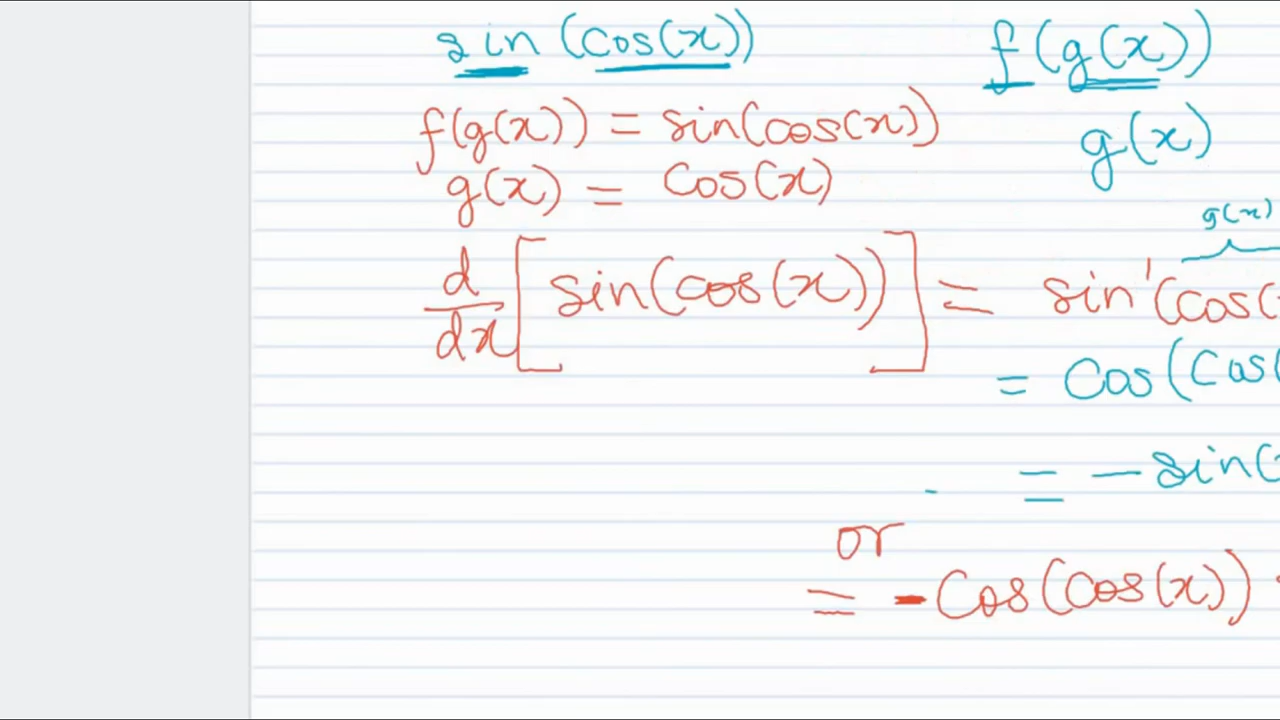 sin (cos(x)) f(g(x))
f(g(x)) = sin(cos(x)) g(x)
g(x) = cos(x)
g(x)
d/dx [sin(cos(x))] = sin'(cos(
= cos(cos(
= -sin(
or
= -cos(cos(x))